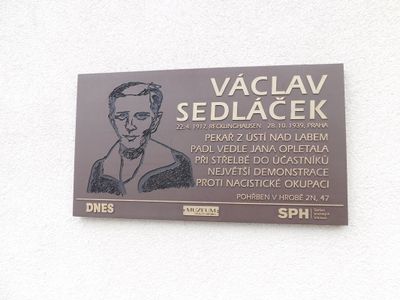 VÁCLAV
SEDLÁČEK
22. 4. 1917, RECKLINGHAUSEN 28. 10. 1939, PRAHA
PEKAŘ Z ÚSTÍ NAD LABEM
PADL VEDLE JANA OPLETALA
PŘI STŘELBĚ DO ÚČASTNÍKŮ
NEJVĚTŠÍ DEMONSTRACE
PROTI NACISTICKÉ OKUPACI
POHŘBEN V HROBĚ 2N, 47
DNES MUZEUM SPH